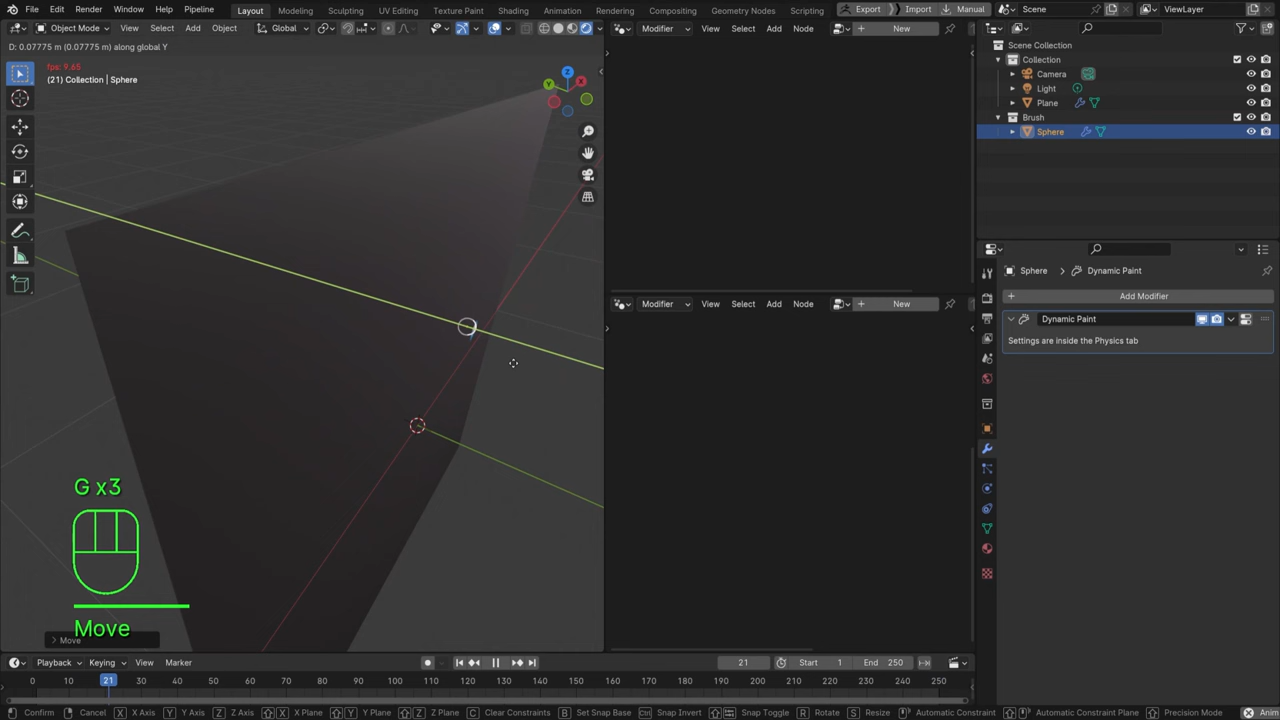 File Edit Render Window Help Pipeline Layout Modeling Sculpting UV Editing Texture Paint Shading Animation Rendering Compositing Geometry Nodes Scripting Export Import Manual Scene ViewLayer
Object Mode View Select Add Object Global Modifier View Select Add Node New
D: 0.07775 m (0.07775 m) along global Y
fps: 9.65
(21) Collection | Sphere
Scene Collection
Collection
Camera
Light
Plane
Brush
Sphere
Sphere Dynamic Paint
Add Modifier
Dynamic Paint
Settings are inside the Physics tab
Modifier View Select Add Node New
G x3
Move
Move
Playback Keying View Marker 21 Start 1 End 250
0 10 21 30 40 50 60 70 80 90 100 110 120 130 140 150 160 170 180 190 200 210 220 230 240 250
Confirm Cancel X X Axis Y Y Axis Z Z Axis X X Plane Y Y Plane Z Z Plane C Clear Constraints B Set Snap Base Snap Invert Snap Toggle G Move R Rotate S Resize Automatic Constraint Automatic Constraint Plane Precision Mode Anim